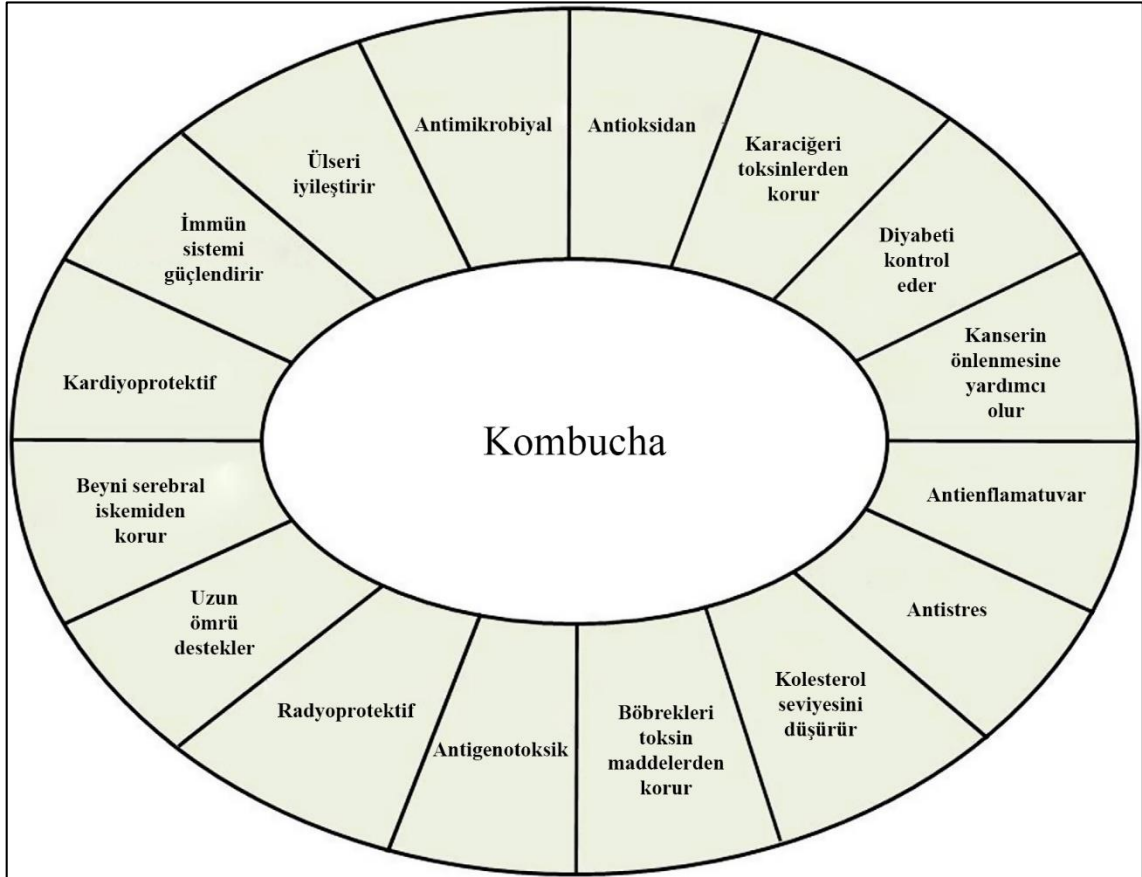 Antimikrobiyal
Antioksidan
Karaciğeri
toksinlerden
korur
Diyabeti
kontrol
eder
Kanserin
önlenmesine
yardımcı
olur
Antienflamatuvar
Antistres
Kolesterol
seviyesini
düşürür
Böbrekleri
toksin
maddelerden
korur
Antigenotoksik
Radyoprotektif
Uzun
ömrü
destekler
Beyni serebral
iskemiden
korur
Kardiyoprotektif
İmmün
sistemi
güçlendirir
Ülseri
iyileştirir
Kombucha